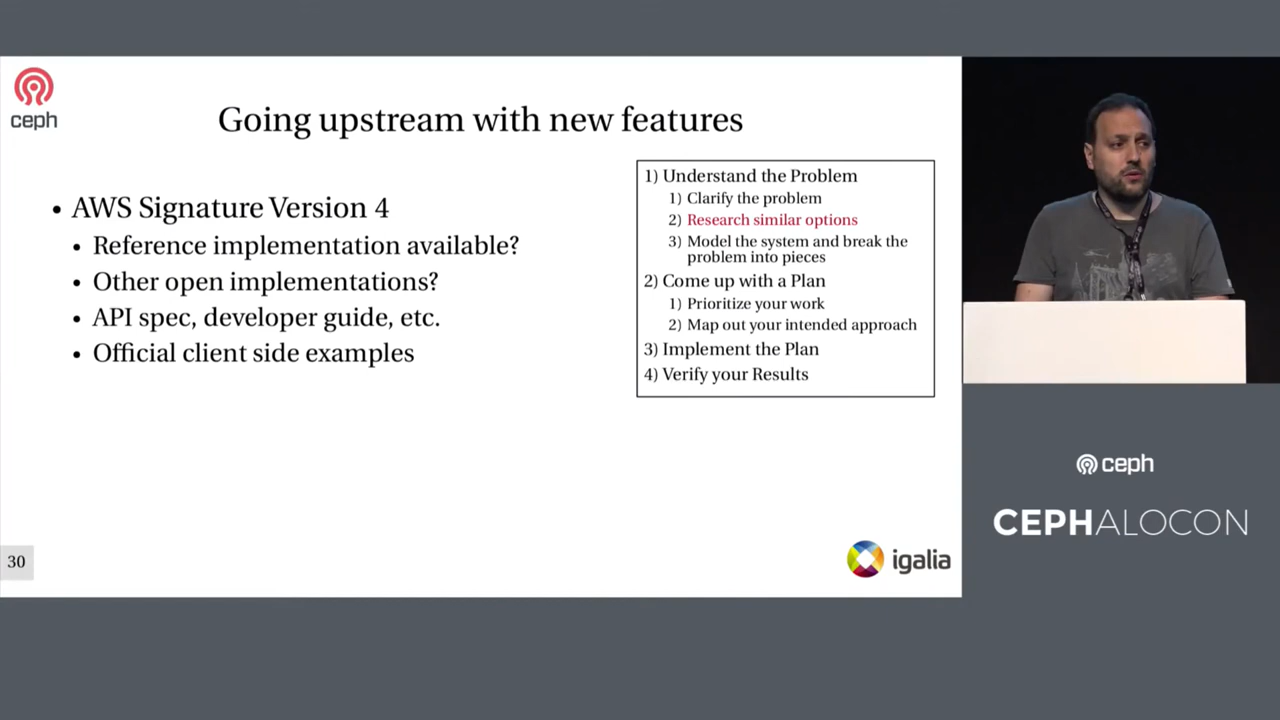 ceph
Going upstream with new features
• AWS Signature Version 4
• Reference implementation available?
• Other open implementations?
• API spec, developer guide, etc.
• Official client side examples
1) Understand the Problem
1) Clarify the problem
2) Research similar options
3) Model the system and break the
problem into pieces
2) Come up with a Plan
1) Prioritize your work
2) Map out your intended approach
3) Implement the Plan
4) Verify your Results
30
igalia
ceph
CEPHALOCON